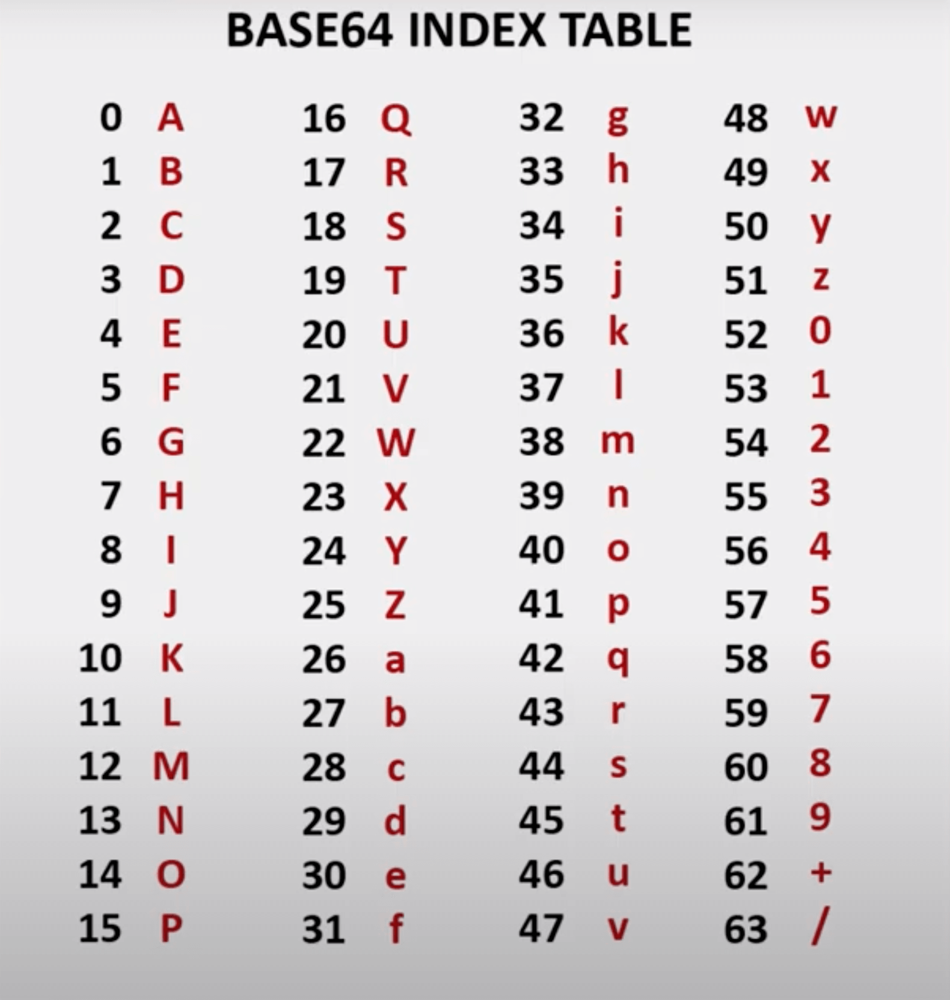 BASE64 INDEX TABLE
0 A 16 Q 32 g 48 w
1 B 17 R 33 h 49 x
2 C 18 S 34 i 50 y
3 D 19 T 35 j 51 z
4 E 20 U 36 k 52 0
5 F 21 V 37 l 53 1
6 G 22 W 38 m 54 2
7 H 23 X 39 n 55 3
8 I 24 Y 40 o 56 4
9 J 25 Z 41 p 57 5
10 K 26 a 42 q 58 6
11 L 27 b 43 r 59 7
12 M 28 c 44 s 60 8
13 N 29 d 45 t 61 9
14 O 30 e 46 u 62 +
15 P 31 f 47 v 63 /